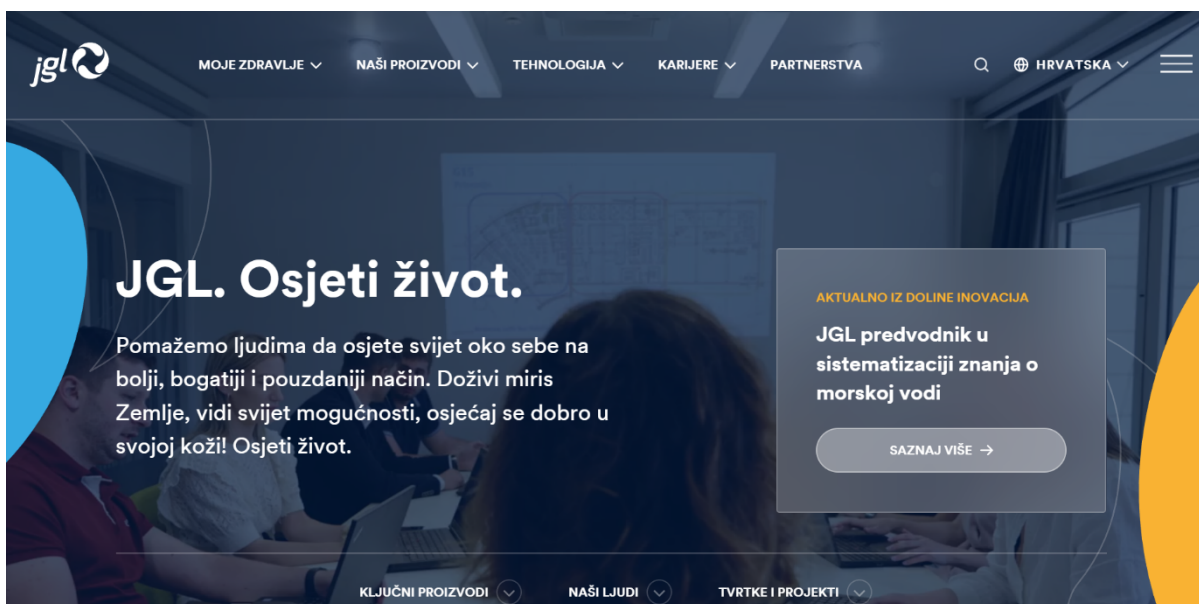 jgl
MOJE ZDRAVLJE
NAŠI PROIZVODI
TEHNOLOGIJA
KARIJERE
PARTNERSTVA
HRVATSKA
JGL. Osjeti život.
Pomažemo ljudima da osjete svijet oko sebe na
bolji, bogatiji i pouzdaniji način. Doživi miris
Zemlje, vidi svijet mogućnosti, osjećaj se dobro u
svojoj koži! Osjeti život.
AKTUALNO IZ DOLINE INOVACIJA
JGL predvodnik u
sistematizaciji znanja o
morskoj vodi
SAZNAJ VIŠE →
KLJUČNI PROIZVODI
NAŠI LJUDI
TVRTKE I PROJEKTI